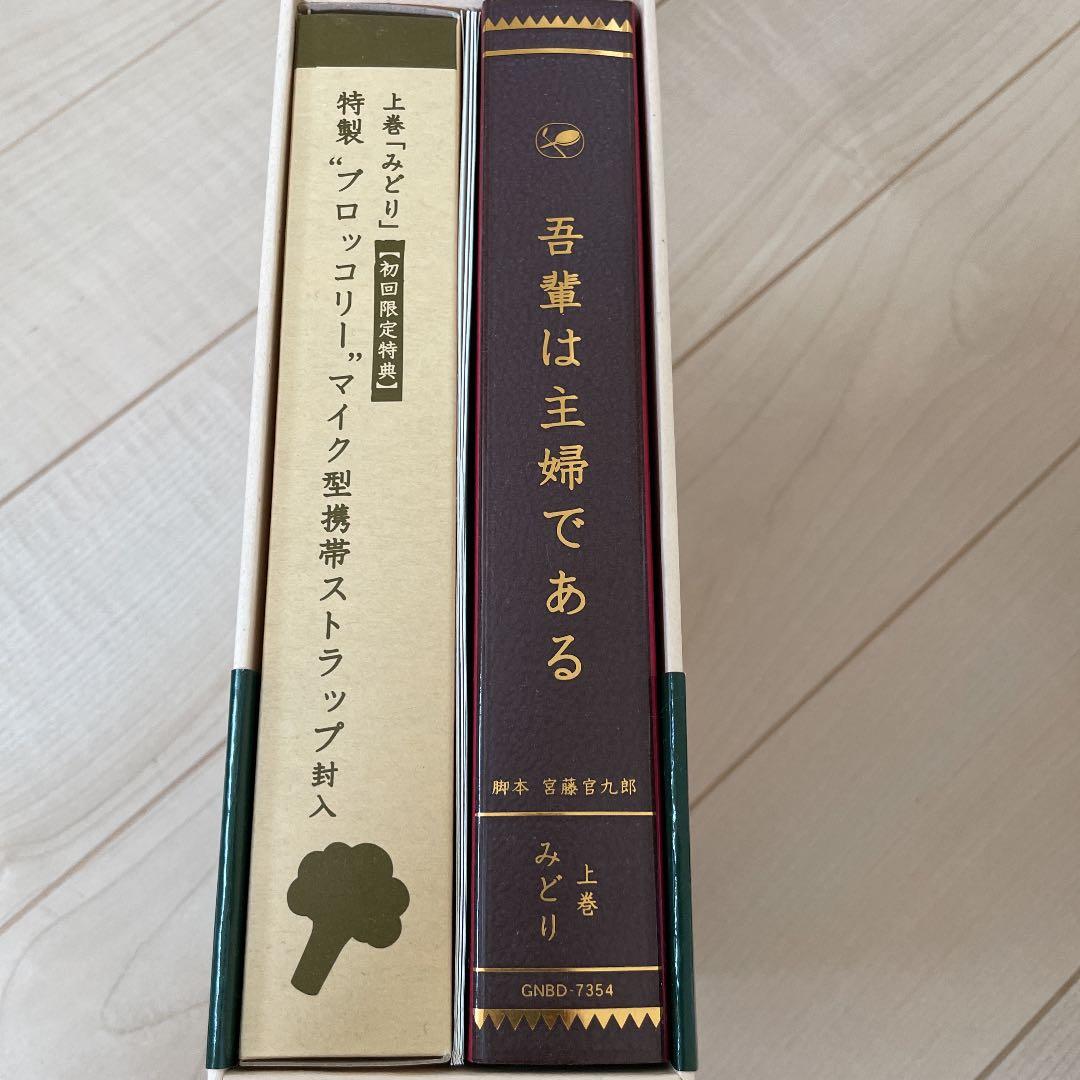 上巻「みどり」【初回限定特典】
特製“ブロッコリー”マイク型携帯ストラップ封入
吾輩は主婦である
脚本 宮藤官九郎
上巻
みどり
GNBD-7354